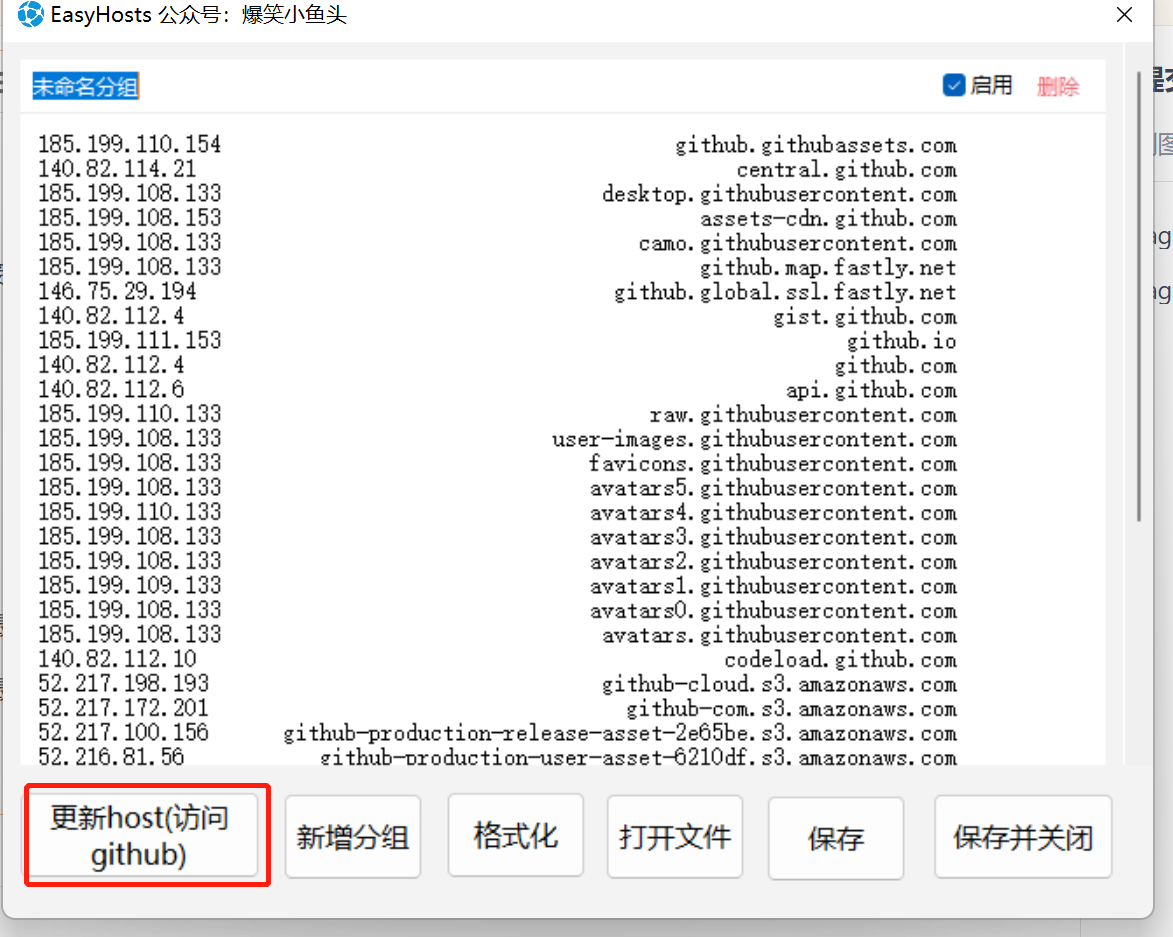 EasyHosts 公众号：爆笑小鱼头
未命名分组 启用 删除
185.199.110.154 github.githubassets.com
140.82.114.21 central.github.com
185.199.108.133 desktop.githubusercontent.com
185.199.108.153 assets-cdn.github.com
185.199.108.133 camo.githubusercontent.com
185.199.108.133 github.map.fastly.net
146.75.29.194 github.global.ssl.fastly.net
140.82.112.4 gist.github.com
185.199.111.153 github.io
140.82.112.4 github.com
140.82.112.6 api.github.com
185.199.110.133 raw.githubusercontent.com
185.199.108.133 user-images.githubusercontent.com
185.199.108.133 favicons.githubusercontent.com
185.199.108.133 avatars5.githubusercontent.com
185.199.110.133 avatars4.githubusercontent.com
185.199.108.133 avatars3.githubusercontent.com
185.199.108.133 avatars2.githubusercontent.com
185.199.109.133 avatars1.githubusercontent.com
185.199.108.133 avatars0.githubusercontent.com
185.199.108.133 avatars.githubusercontent.com
140.82.112.10 codeload.github.com
52.217.198.193 github-cloud.s3.amazonaws.com
52.217.172.201 github-com.s3.amazonaws.com
52.217.100.156 github-production-release-asset-2e65be.s3.amazonaws.com
52.216.81.56 github-production-user-asset-6210df.s3.amazonaws.com
更新host(访问
github)
新增分组 格式化 打开文件 保存 保存并关闭